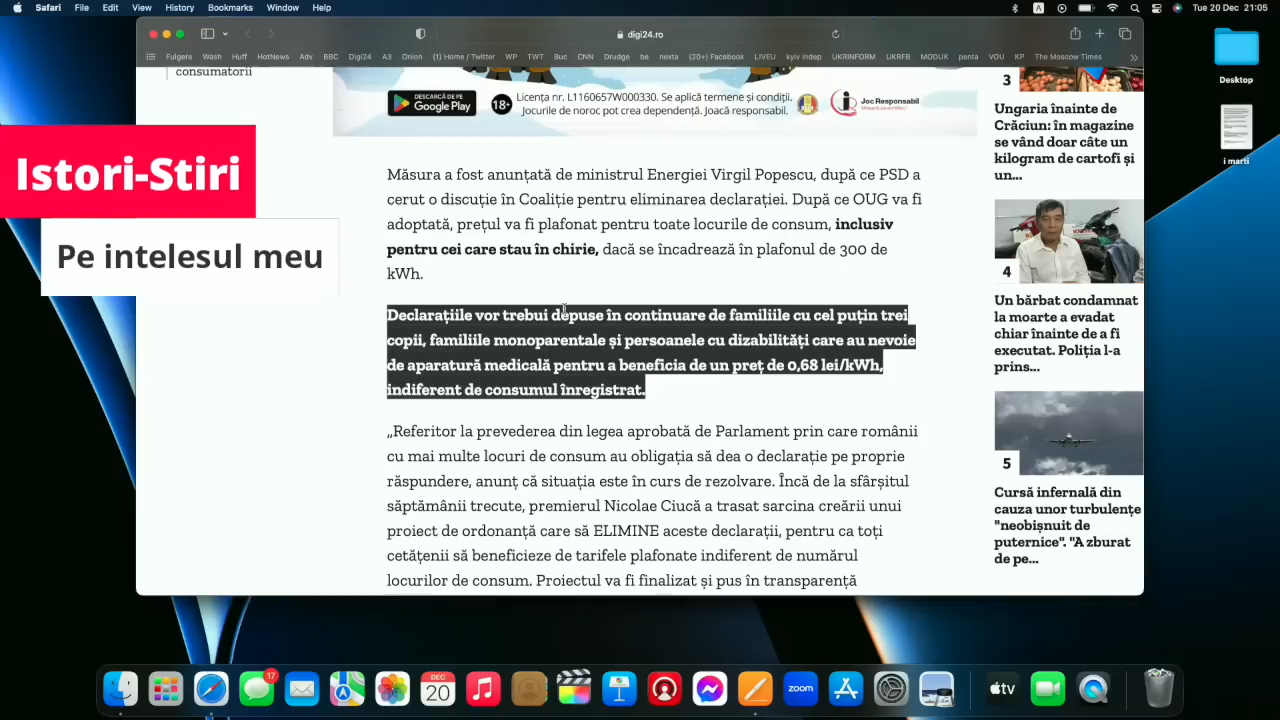 Safari File Edit View History Bookmarks Window Help
A
Tue 20 Dec 21:05
digi24.ro
Fulgere Wash Huff HotNews Adv BBC Digi24 A3 Onion (1) Home / Twitter WP TWT Buc CNN Drudge be nexta (20+) Facebook LIVEU kyiv indep UKRINFORM UKRFB MODUK penta VOU KP The Moscow Times
consumatorii
DESCARCĂ DE PE
Google Play
18+
Licența nr. L1160657W000330. Se aplică termene și condiții.
Jocurile de noroc pot crea dependență. Joacă responsabil.
Joc Responsabil
Istori-Stiri
Pe intelesul meu
Măsura a fost anunțată de ministrul Energiei Virgil Popescu, după ce PSD a
cerut o discuție în Coaliție pentru eliminarea declarației. După ce OUG va fi
adoptată, prețul va fi plafonat pentru toate locurile de consum, inclusiv
pentru cei care stau în chirie, dacă se încadrează în plafonul de 300 de
kWh.
Declarațiile vor trebui depuse în continuare de familiile cu cel puțin trei
copii, familiile monoparentale și persoanele cu dizabilități care au nevoie
de aparatură medicală pentru a beneficia de un preț de 0,68 lei/kWh,
indiferent de consumul înregistrat.
„Referitor la prevederea din legea aprobată de Parlament prin care românii
cu mai multe locuri de consum au obligația să dea o declarație pe proprie
răspundere, anunț că situația este în curs de rezolvare. Încă de la sfârșitul
săptămânii trecute, premierul Nicolae Ciucă a trasat sarcina creării unui
proiect de ordonanță care să ELIMINE aceste declarații, pentru ca toți
cetățenii să beneficieze de tarifele plafonate indiferent de numărul
locurilor de consum. Proiectul va fi finalizat și pus în transparență
3
Ungaria înainte de
Crăciun: în magazine
se vând doar câte un
kilogram de cartofi și
un...
4
Un bărbat condamnat
la moarte a evadat
chiar înainte de a fi
executat. Poliția l-a
prins...
5
Cursă infernală din
cauza unor turbulențe
"neobișnuit de
puternice". "A zburat
de pe...
Desktop
i marti
17
DEC
20
zoom
tv